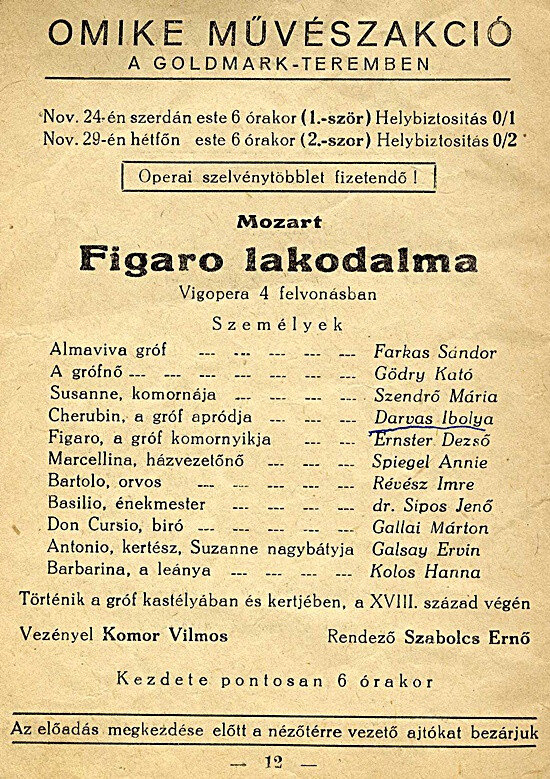 OMIKE MŰVÉSZAKCIÓ
A GOLDMARK-TEREMBEN
Nov. 24-én szerdán este 6 órakor (1.-ször) Helybiztositás 0/1
Nov. 29-én hétfőn este 6 órakor (2.-szor) Helybiztositás 0/2
Operai szelvénytöbblet fizetendő !
Mozart
Figaro lakodalma
Vigopera 4 felvonásban
Személyek
Almaviva gróf --- --- --- --- --- Farkas Sándor
A grófnő --- --- --- --- --- --- Gödry Kató
Susanne, komornája --- --- --- --- Szendrő Mária
Cherubin, a gróf apródja --- --- --- Darvas Ibolya
Figaro, a gróf komornyikja --- --- Ernster Dezső
Marcellina, házvezetőnő --- --- --- Spiegel Annie
Bartolo, orvos --- --- --- --- --- Révész Imre
Basilio, énekmester --- --- --- --- dr. Sipos Jenő
Don Cursio, biró --- --- --- --- Gallai Márton
Antonio, kertész, Suzanne nagybátyja Galsay Ervin
Barbarina, a leánya --- --- --- --- Kolos Hanna
Történik a gróf kastélyában és kertjében, a XVIII. század végén
Vezényel Komor Vilmos Rendező Szabolcs Ernő
Kezdete pontosan 6 órakor
Az előadás megkezdése előtt a nézőtérre vezető ajtókat bezárjuk
— 12 —